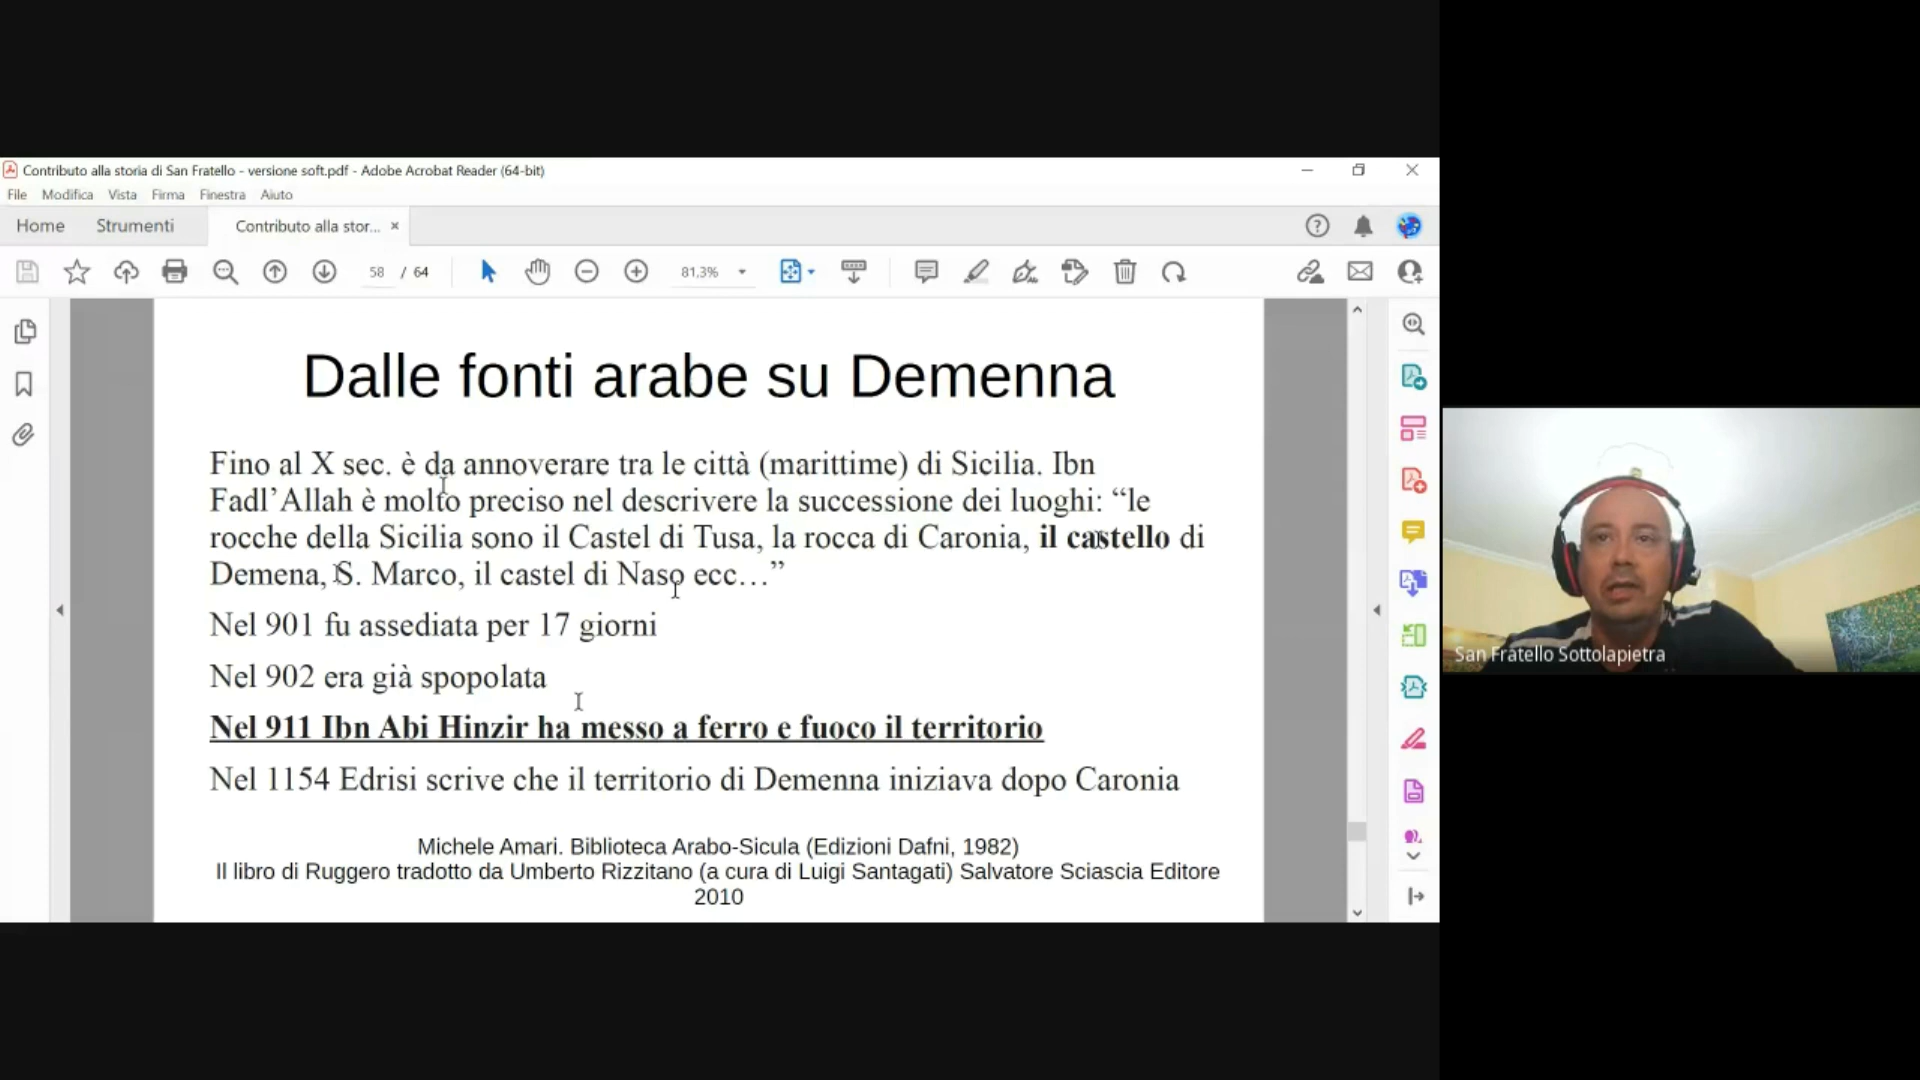 Contributo alla storia di San Fratello - versione soft.pdf - Adobe Acrobat Reader (64-bit)
File Modifica Vista Firma Finestra Aiuto
Home Strumenti Contributo alla stor...
58 / 64 81,3%
Dalle fonti arabe su Demenna
Fino al X sec. è da annoverare tra le città (marittime) di Sicilia. Ibn
Fadl’Allah è molto preciso nel descrivere la successione dei luoghi: “le
rocche della Sicilia sono il Castel di Tusa, la rocca di Caronia, il castello di
Demena, S. Marco, il castel di Naso ecc…”
Nel 901 fu assediata per 17 giorni
Nel 902 era già spopolata
Nel 911 Ibn Abi Hinzir ha messo a ferro e fuoco il territorio
Nel 1154 Edrisi scrive che il territorio di Demenna iniziava dopo Caronia
Michele Amari. Biblioteca Arabo-Sicula (Edizioni Dafni, 1982)
Il libro di Ruggero tradotto da Umberto Rizzitano (a cura di Luigi Santagati) Salvatore Sciascia Editore
2010
San Fratello Sottolapietra